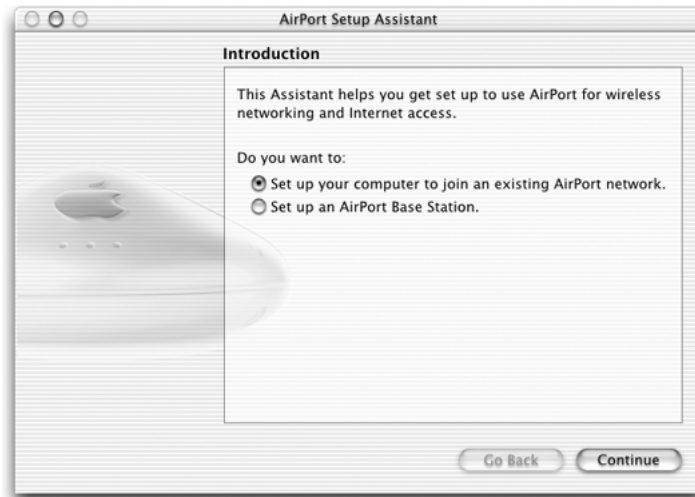 AirPort Setup Assistant
Introduction
This Assistant helps you get set up to use AirPort for wireless
networking and Internet access.
Do you want to:
Set up your computer to join an existing AirPort network.
Set up an AirPort Base Station.
Go Back
Continue